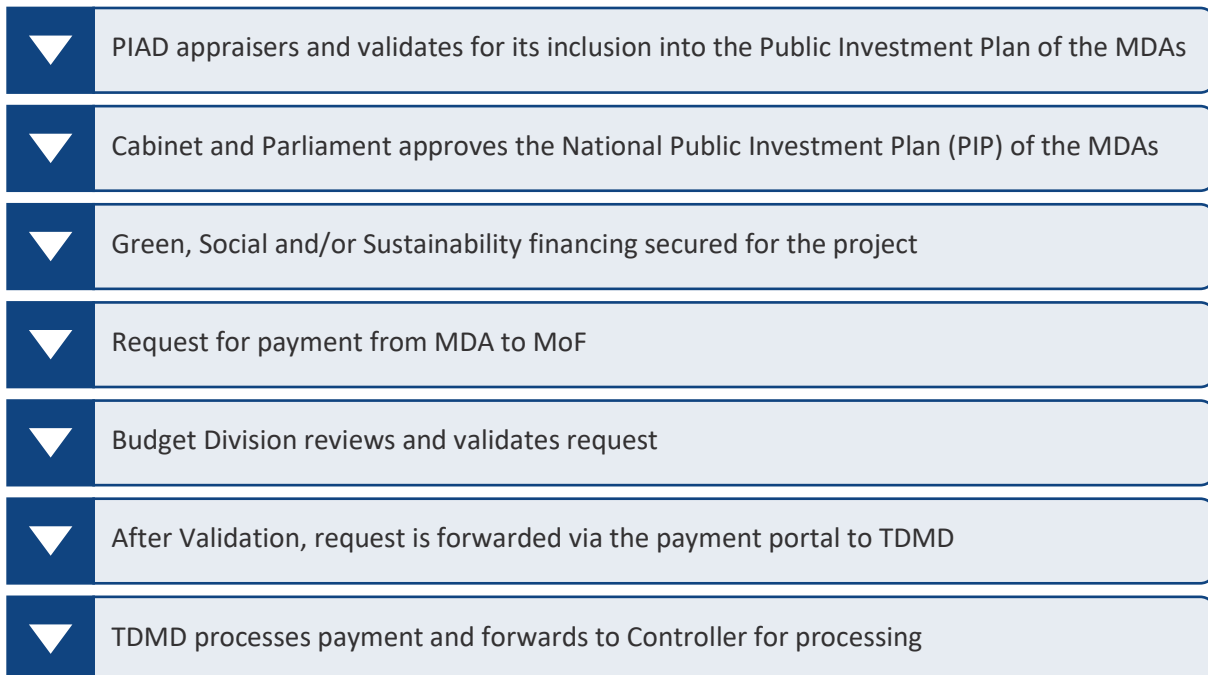 PIAD appraisers and validates for its inclusion into the Public Investment Plan of the MDAs
Cabinet and Parliament approves the National Public Investment Plan (PIP) of the MDAs
Green, Social and/or Sustainability financing secured for the project
Request for payment from MDA to MoF
Budget Division reviews and validates request
After Validation, request is forwarded via the payment portal to TDMD
TDMD processes payment and forwards to Controller for processing